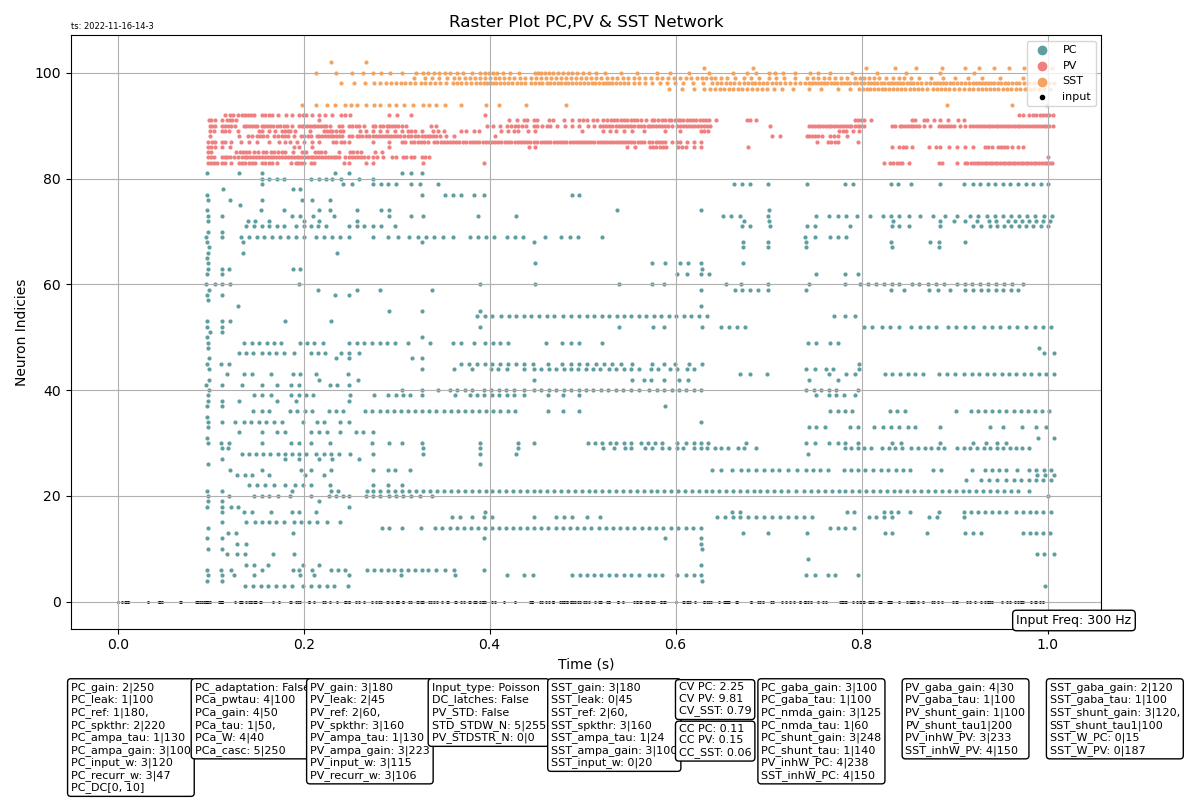 ts: 2022-11-16-14-3
Raster Plot PC,PV & SST Network
PC
PV
SST
input
100
80
60
40
20
0
Neuron Indicies
0.0
0.2
0.4
0.6
0.8
1.0
Time (s)
Input Freq: 300 Hz
PC_gain: 2|250
PC_leak: 1|100
PC_ref: 1|180,
PC_spkthr: 2|220
PC_ampa_tau: 1|130
PC_ampa_gain: 3|100
PC_input_w: 3|120
PC_recurr_w: 3|47
PC_DC[0, 10]
PC_adaptation: False
PCa_pwtau: 4|100
PCa_gain: 4|50
PCa_tau: 1|50,
PCa_W: 4|40
PCa_casc: 5|250
PV_gain: 3|180
PV_leak: 2|45
PV_ref: 2|60,
PV_spkthr: 3|160
PV_ampa_tau: 1|130
PV_ampa_gain: 3|223
PV_input_w: 3|115
PV_recurr_w: 3|106
Input_type: Poisson
DC_latches: False
PV_STD: False
STD_STDW_N: 5|255
PV_STDSTR_N: 0|0
SST_gain: 3|180
SST_leak: 0|45
SST_ref: 2|60,
SST_spkthr: 3|160
SST_ampa_tau: 1|24
SST_ampa_gain: 3|100
SST_input_w: 0|20
CV PC: 2.25
CV PV: 9.81
CV_SST: 0.79
CC PC: 0.11
CC PV: 0.15
CC_SST: 0.06
PC_gaba_gain: 3|100
PC_gaba_tau: 1|100
PC_nmda_gain: 3|125
PC_nmda_tau: 1|60
PC_shunt_gain: 3|248
PC_shunt_tau: 1|140
PV_inhW_PC: 4|238
SST_inhW_PC: 4|150
PV_gaba_gain: 4|30
PV_gaba_tau: 1|100
PV_shunt_gain: 1|100
PV_shunt_tau1|200
PV_inhW_PV: 3|233
SST_inhW_PV: 4|150
SST_gaba_gain: 2|120
SST_gaba_tau: 1|100
SST_shunt_gain: 3|120,
SST_shunt_tau1|100
SST_W_PC: 0|15
SST_W_PV: 0|187